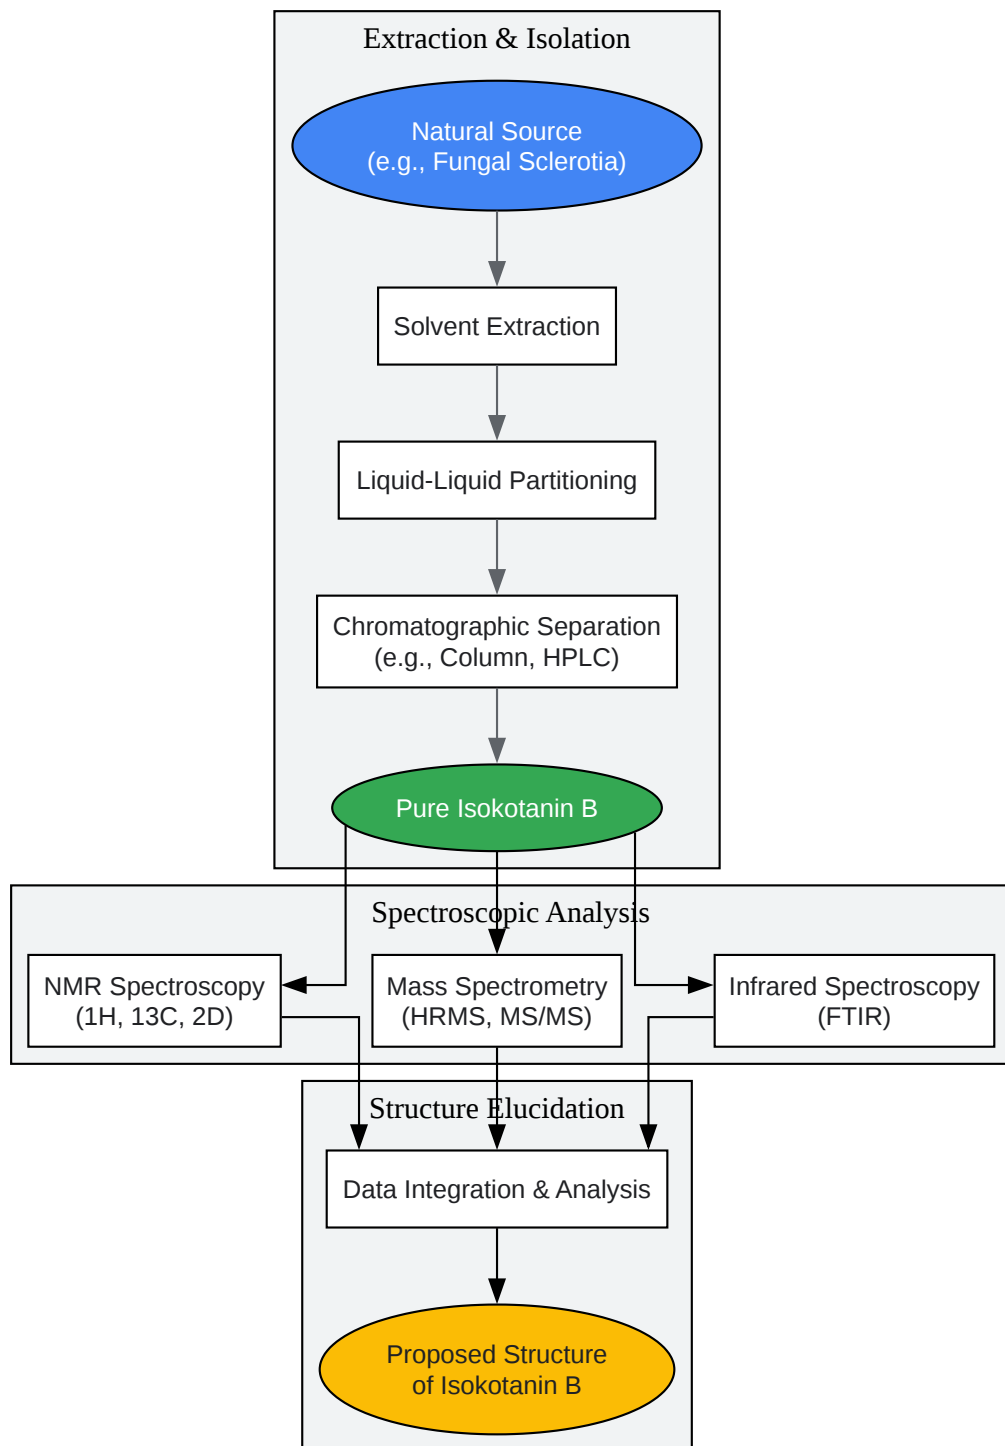 Extraction & Isolation
Natural Source
(e.g., Fungal Sclerotia)
Solvent Extraction
Liquid-Liquid Partitioning
Chromatographic Separation
(e.g., Column, HPLC)
Pure Isokotanin B
Spectroscopic Analysis
NMR Spectroscopy
(1H, 13C, 2D)
Mass Spectrometry
(HRMS, MS/MS)
Infrared Spectroscopy
(FTIR)
Structure Elucidation
Data Integration & Analysis
Proposed Structure
of Isokotanin B